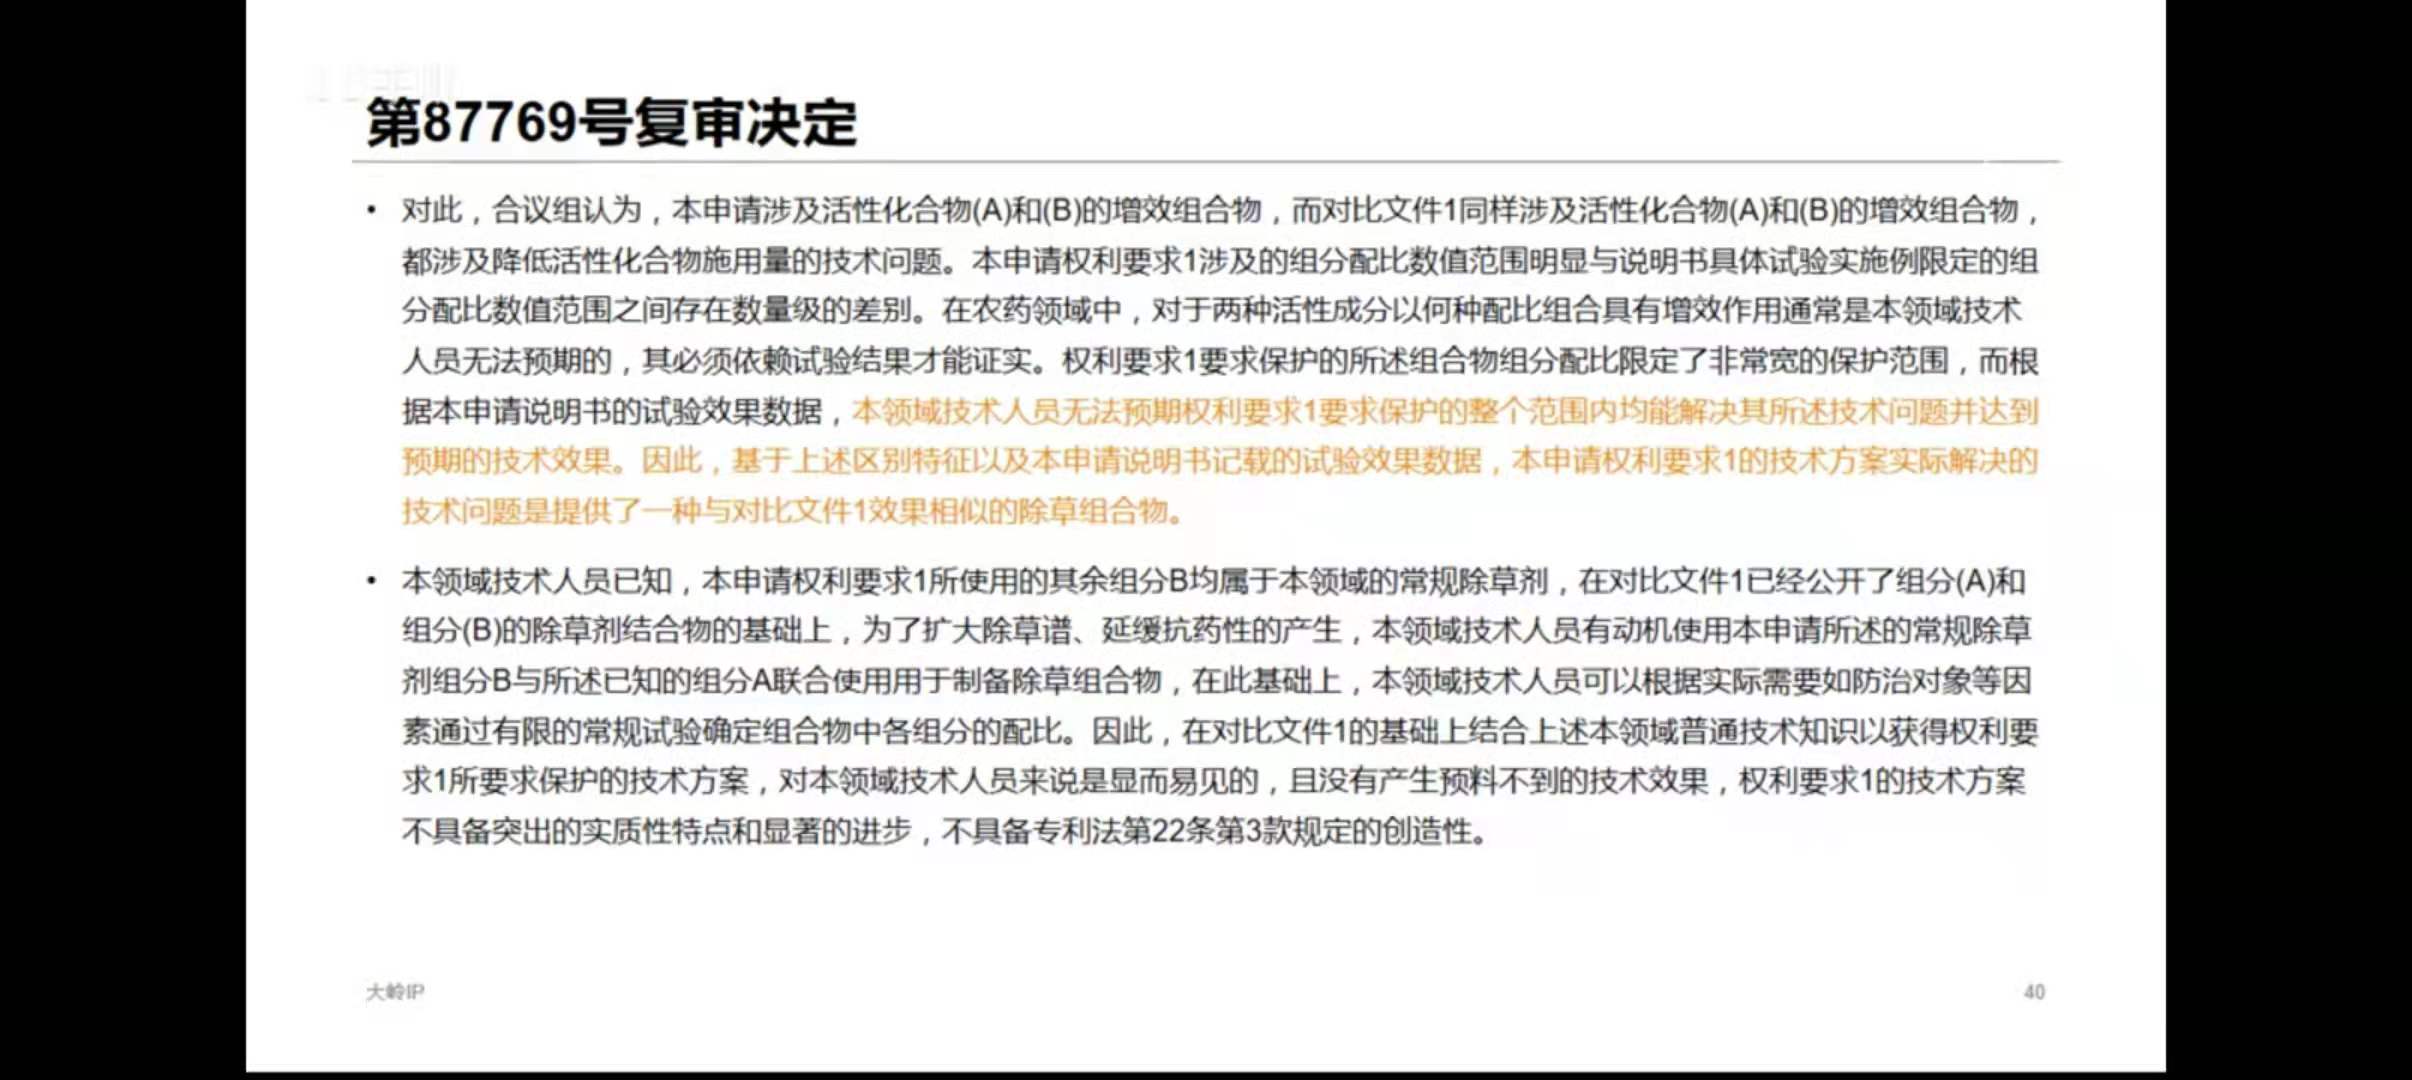 第87769号复审决定
• 对此，合议组认为，本申请涉及活性化合物(A)和(B)的增效组合物，而对比文件1同样涉及活性化合物(A)和(B)的增效组合物，
都涉及降低活性化合物施用量的技术问题。本申请权利要求1涉及的组分配比数值范围明显与说明书具体试验实施例限定的组
分配比数值范围之间存在数量级的差别。在农药领域中，对于两种活性成分以何种配比组合具有增效作用通常是本领域技术
人员无法预期的，其必须依赖试验结果才能证实。权利要求1要求保护的所述组合物组分配比限定了非常宽的保护范围，而根
据本申请说明书的试验效果数据，本领域技术人员无法预期权利要求1要求保护的整个范围内均能解决其所述技术问题并达到
预期的技术效果。因此，基于上述区别特征以及本申请说明书记载的试验效果数据，本申请权利要求1的技术方案实际解决的
技术问题是提供了一种与对比文件1效果相似的除草组合物。
• 本领域技术人员已知，本申请权利要求1所使用的其余组分B均属于本领域的常规除草剂，在对比文件1已经公开了组分(A)和
组分(B)的除草剂结合物的基础上，为了扩大除草谱、延缓抗药性的产生，本领域技术人员有动机使用本申请所述的常规除草
剂组分B与所述已知的组分A联合使用用于制备除草组合物，在此基础上，本领域技术人员可以根据实际需要如防治对象等因
素通过有限的常规试验确定组合物中各组分的配比。因此，在对比文件1的基础上结合上述本领域普通技术知识以获得权利要
求1所要求保护的技术方案，对本领域技术人员来说是显而易见的，且没有产生预料不到的技术效果，权利要求1的技术方案
不具备突出的实质性特点和显著的进步，不具备专利法第22条第3款规定的创造性。
大岭IP
40